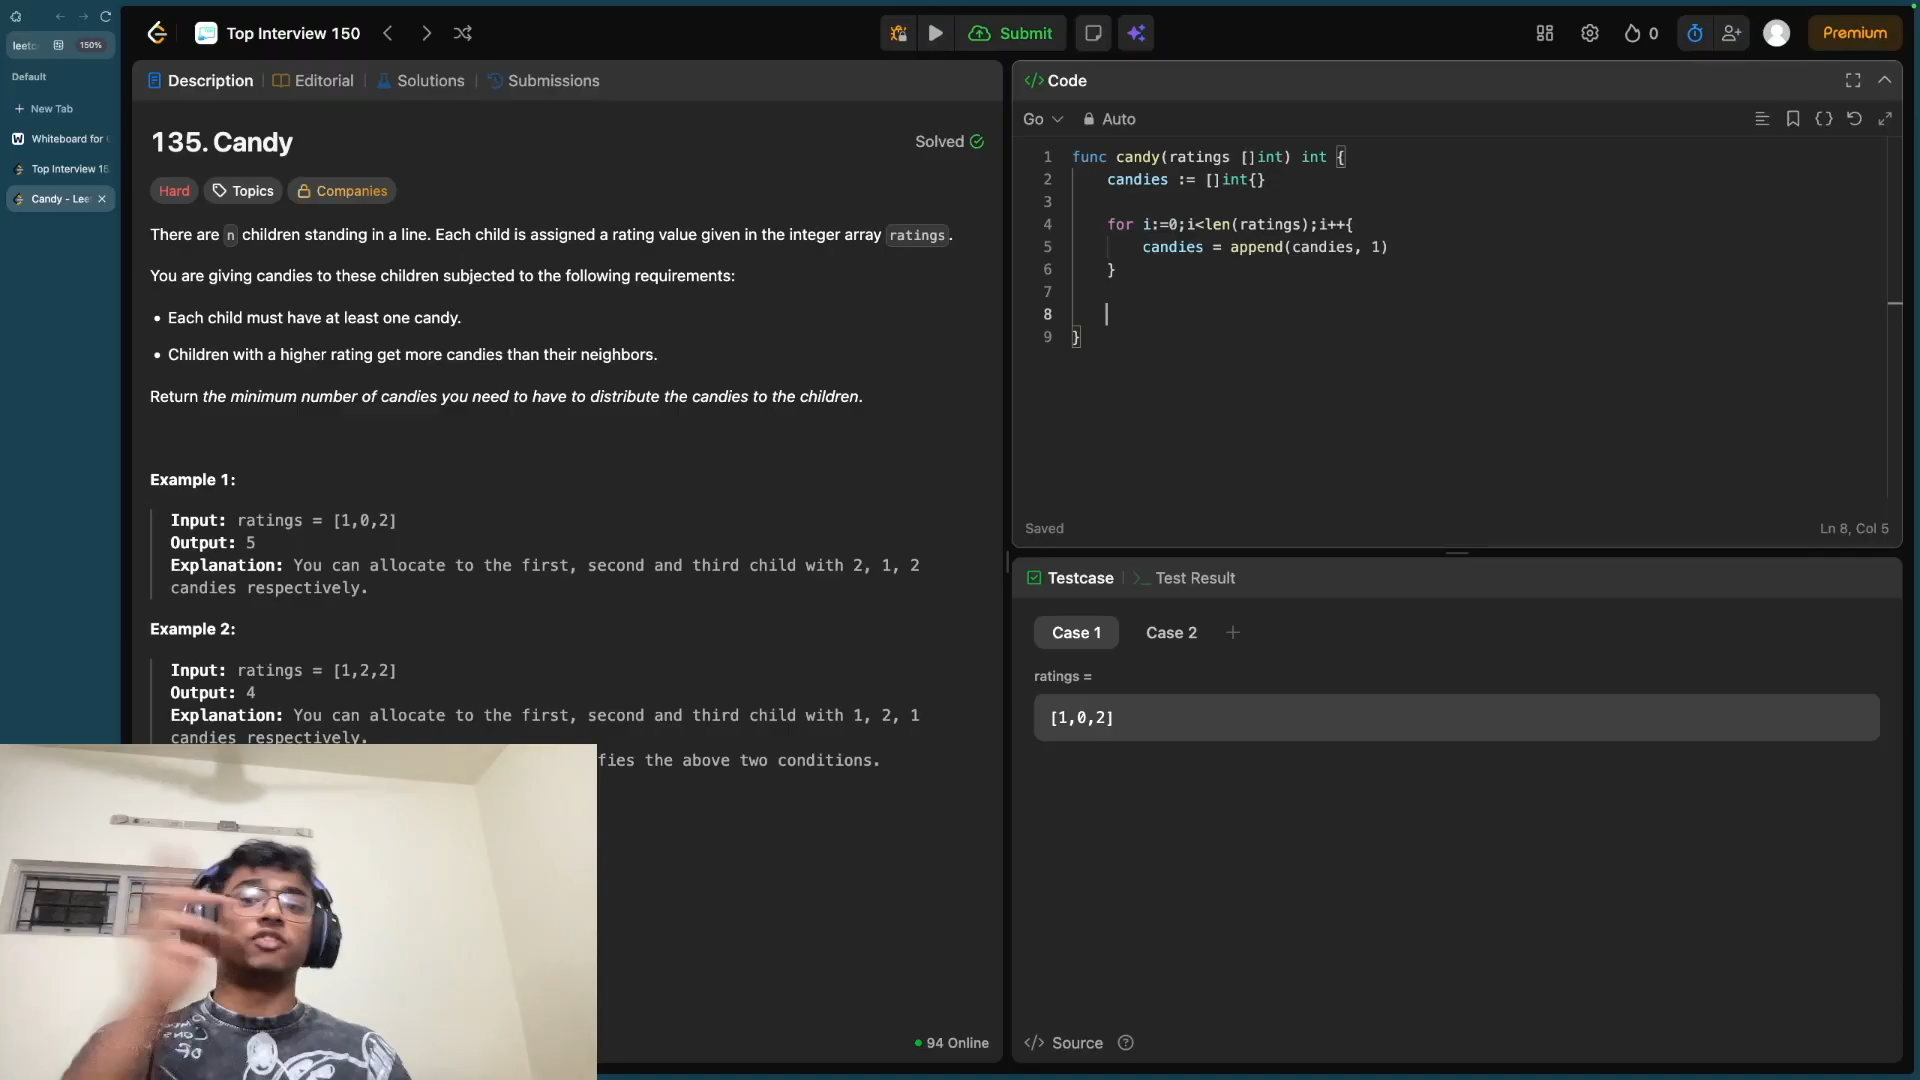 leetc
150%
Default
New Tab
Whiteboard for
Top Interview 15
Candy - Lee
Top Interview 150
Submit
0
Premium
Description
Editorial
Solutions
Submissions
135. Candy
Solved
Hard
Topics
Companies
There are n children standing in a line. Each child is assigned a rating value given in the integer array ratings.
You are giving candies to these children subjected to the following requirements:
• Each child must have at least one candy.
• Children with a higher rating get more candies than their neighbors.
Return the minimum number of candies you need to have to distribute the candies to the children.
Example 1:
Input: ratings = [1,0,2]
Output: 5
Explanation: You can allocate to the first, second and third child with 2, 1, 2
candies respectively.
Example 2:
Input: ratings = [1,2,2]
Output: 4
Explanation: You can allocate to the first, second and third child with 1, 2, 1
candies respectively.
fies the above two conditions.
94 Online
</> Code
Go
Auto
1 func candy(ratings []int) int {
2 candies := []int{}
3
4 for i:=0;i<len(ratings);i++{
5 candies = append(candies, 1)
6 }
7
8
9 }
Saved
Ln 8, Col 5
Testcase
Test Result
Case 1
Case 2
ratings =
[1,0,2]
</> Source